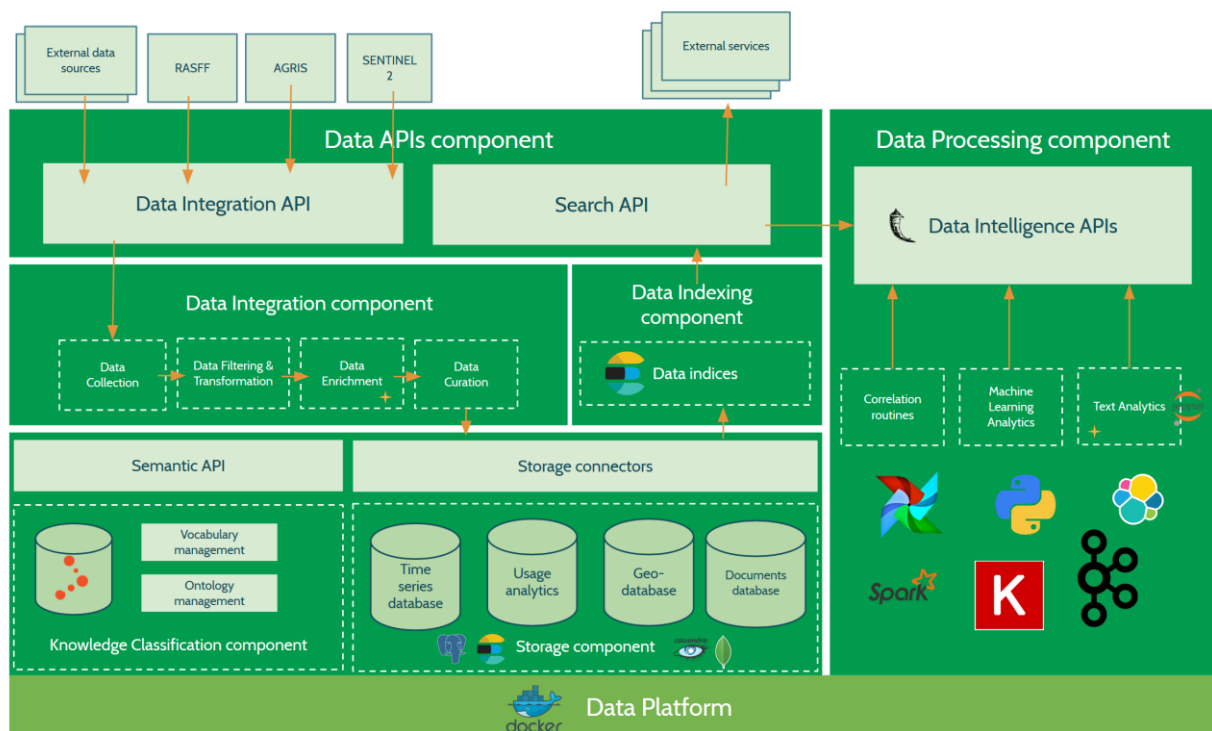 External data
sources
RASFF
AGRIS
SENTINEL
2
External services
Data APIs component
Data Integration API
Search API
Data Processing component
Data Intelligence APIs
Data Integration component
Data
Collection
Data Filtering &
Transformation
Data
Enrichment
Data
Curation
Data Indexing
component
Data indices
Correlation
routines
Machine
Learning
Analytics
Text Analytics
Semantic API
Storage connectors
Vocabulary
management
Ontology
management
Knowledge Classification component
Time
series
database
Usage
analytics
Geo-
database
Documents
database
Storage component
cassandra
Spark
K
docker
Data Platform